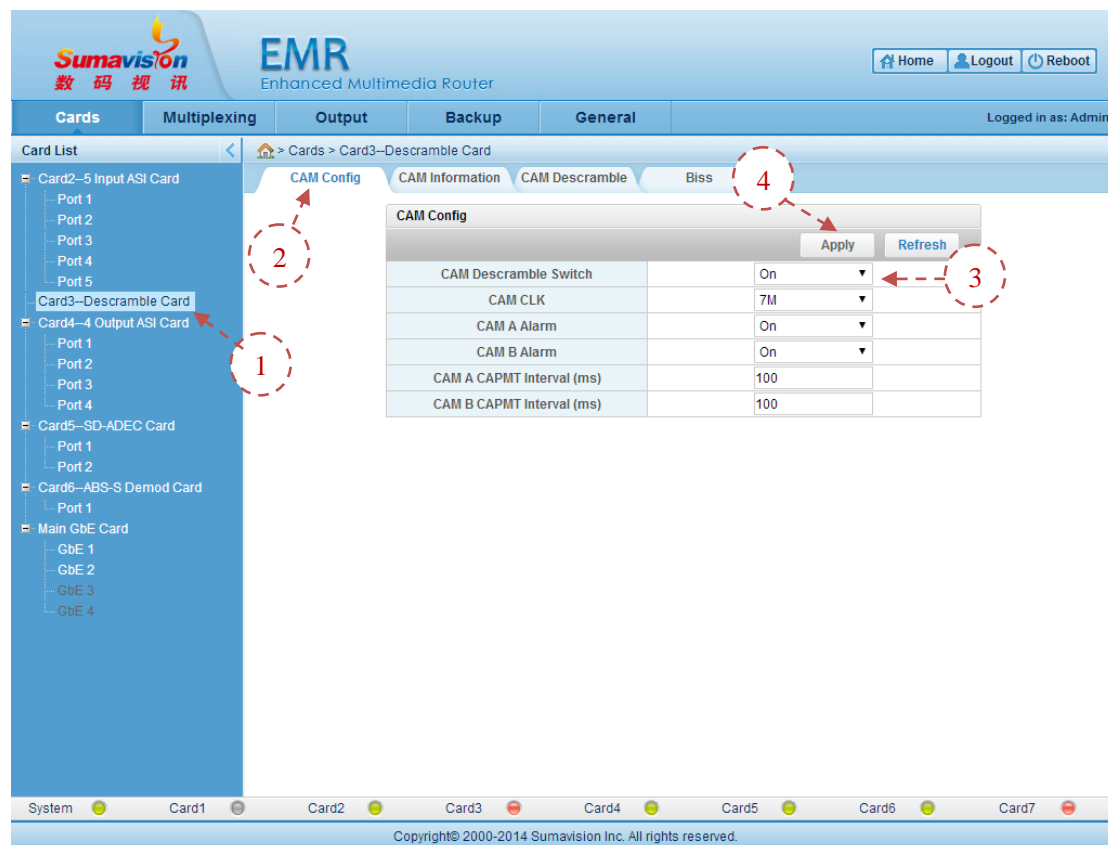 Sumavision
数码视讯
EMR
Enhanced Multimedia Router
Home Logout Reboot
Cards Multiplexing Output Backup General Logged in as: Admin
Card List
> Cards > Card3--Descramble Card
Card2--5 Input ASI Card
Port 1
Port 2
Port 3
Port 4
Port 5
Card3--Descramble Card
Card4--4 Output ASI Card
Port 1
Port 2
Port 3
Port 4
Card5--SD-ADEC Card
Port 1
Port 2
Card6--ABS-S Demod Card
Port 1
Main GbE Card
GbE 1
GbE 2
GbE 3
GbE 4
CAM Config CAM Information CAM Descramble Biss
CAM Config
Apply Refresh
CAM Descramble Switch On
CAM CLK 7M
CAM A Alarm On
CAM B Alarm On
CAM A CAPMT Interval (ms) 100
CAM B CAPMT Interval (ms) 100
1
2
3
4
System Card1 Card2 Card3 Card4 Card5 Card6 Card7
Copyright© 2000-2014 Sumavision Inc. All rights reserved.